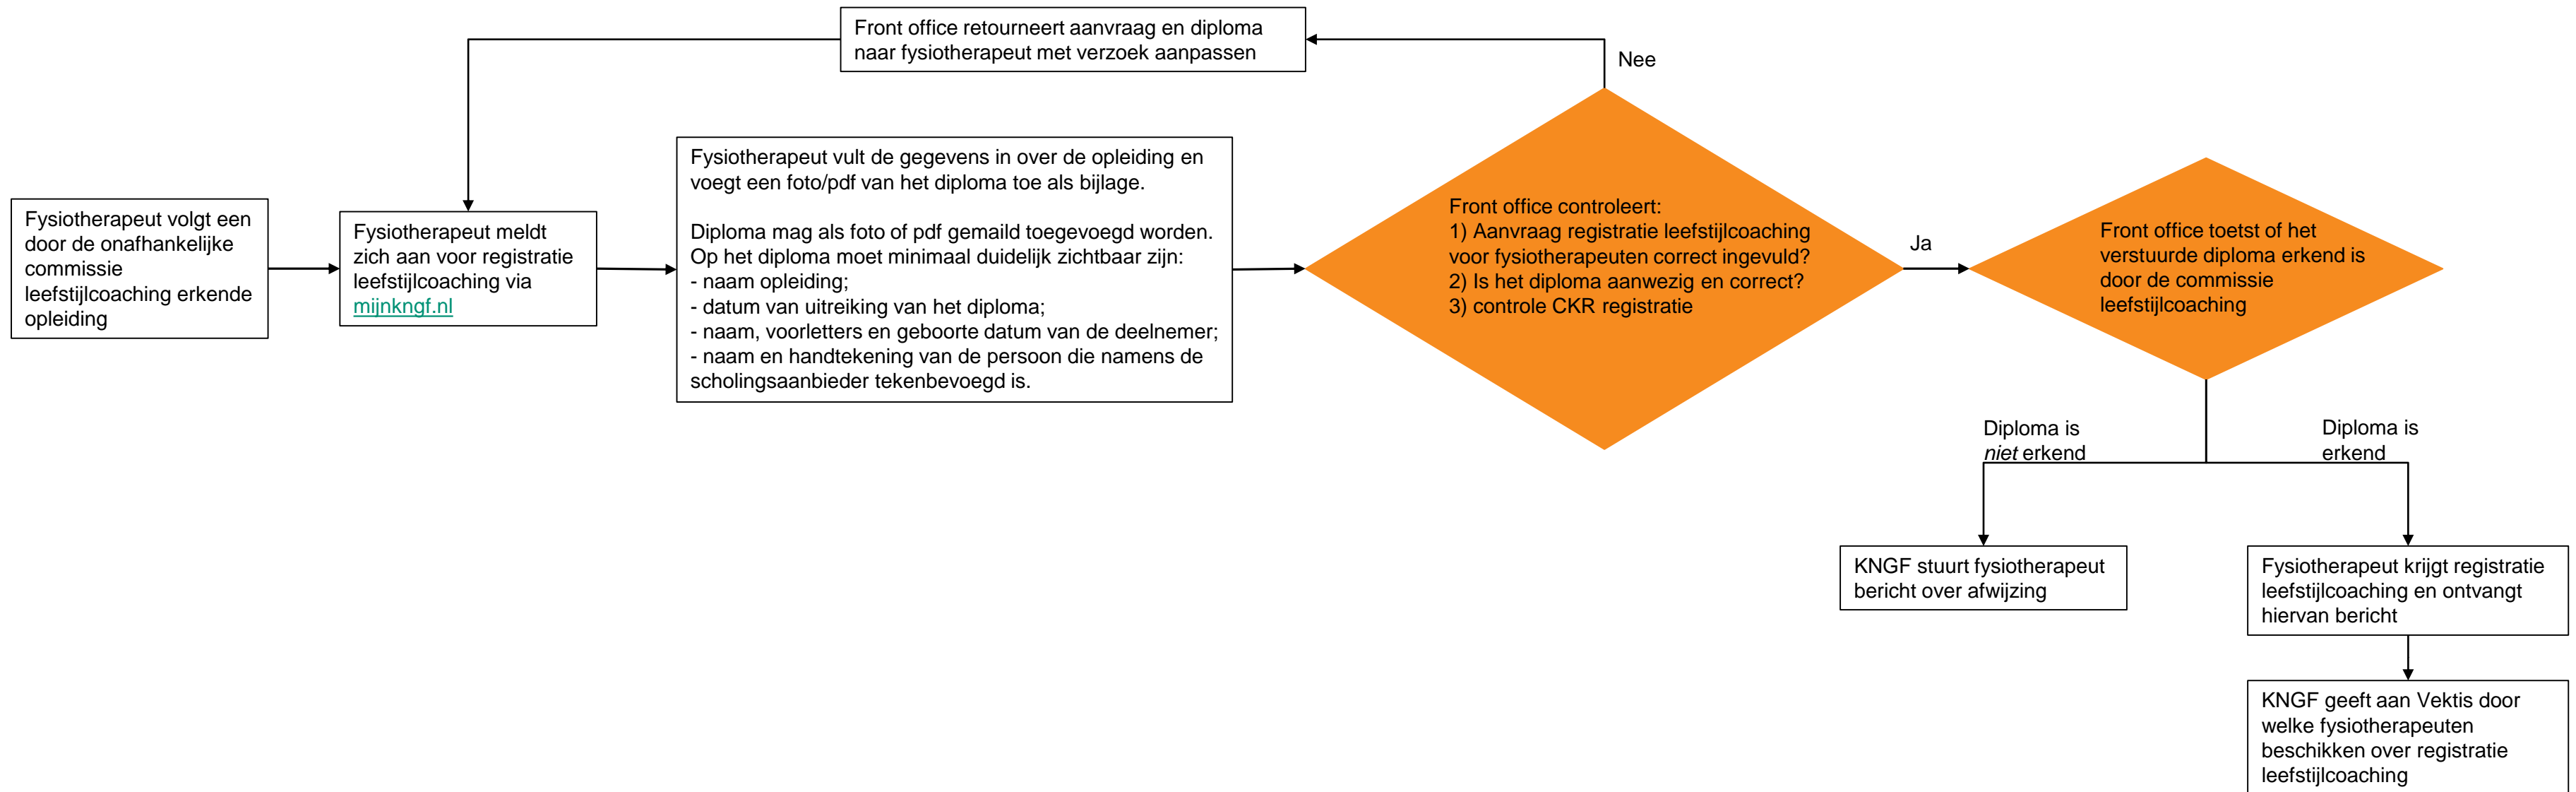 Front office retourneert aanvraag en diploma
naar fysiotherapeut met verzoek aanpassen
Nee
Fysiotherapeut volgt een
door de onafhankelijke
commissie
leefstijlcoaching erkende
opleiding
Fysiotherapeut meldt
zich aan voor registratie
leefstijlcoaching via
mijnkngf.nl
Fysiotherapeut vult de gegevens in over de opleiding en
voegt een foto/pdf van het diploma toe als bijlage.
Diploma mag als foto of pdf gemaild toegevoegd worden.
Op het diploma moet minimaal duidelijk zichtbaar zijn:
- naam opleiding;
- datum van uitreiking van het diploma;
- naam, voorletters en geboorte datum van de deelnemer;
- naam en handtekening van de persoon die namens de
scholingsaanbieder tekenbevoegd is.
Front office controleert:
1) Aanvraag registratie leefstijlcoaching
voor fysiotherapeuten correct ingevuld?
2) Is het diploma aanwezig en correct?
3) controle CKR registratie
Ja
Front office toetst of het
verstuurde diploma erkend is
door de commissie
leefstijlcoaching
Diploma is
niet erkend
Diploma is
erkend
KNGF stuurt fysiotherapeut
bericht over afwijzing
Fysiotherapeut krijgt registratie
leefstijlcoaching en ontvangt
hiervan bericht
KNGF geeft aan Vektis door
welke fysiotherapeuten
beschikken over registratie
leefstijlcoaching